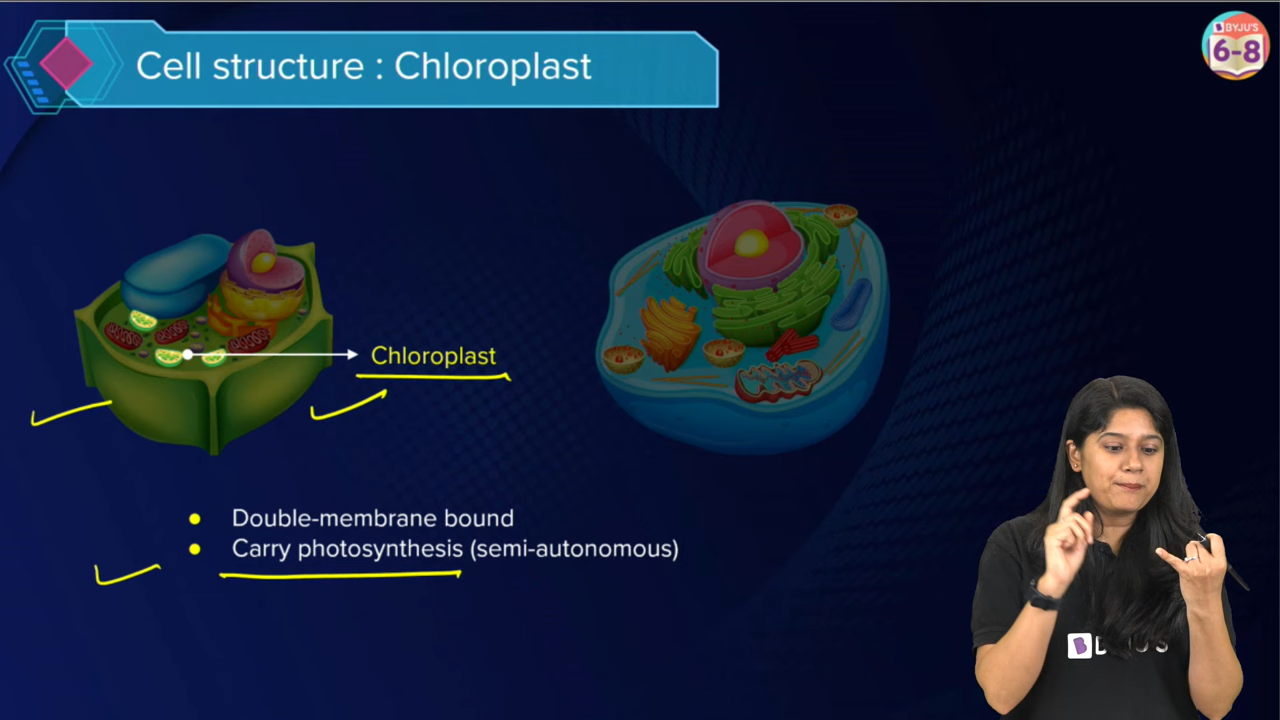 Cell structure : Chloroplast
BYJU'S
6-8
Chloroplast
Double-membrane bound
Carry photosynthesis (semi-autonomous)